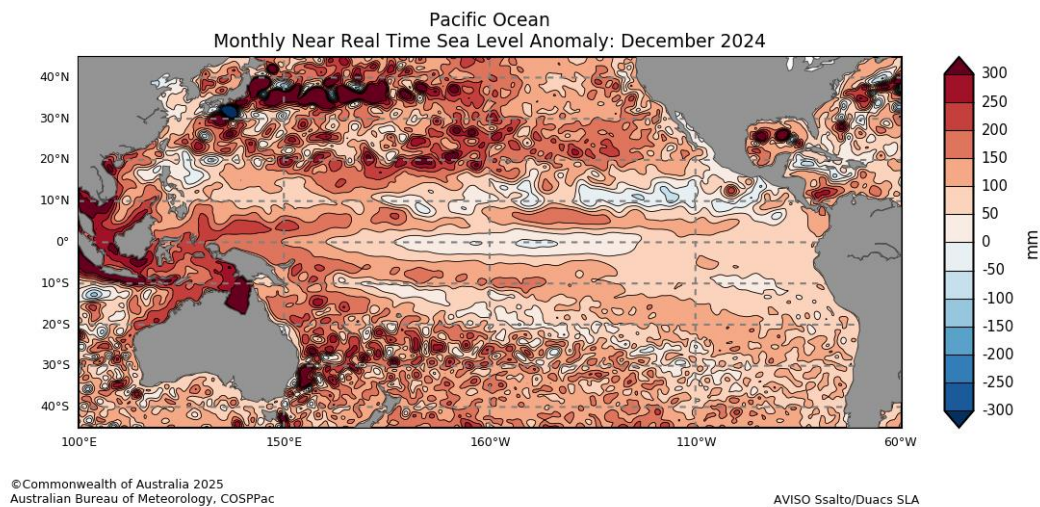 Pacific Ocean
Monthly Near Real Time Sea Level Anomaly: December 2024
40°N
30°N
20°N
10°N
0°
10°S
20°S
30°S
40°S
100°E
150°E
160°W
110°W
60°W
300
250
200
150
100
50
0
-50
-100
-150
-200
-250
-300
mm
©Commonwealth of Australia 2025
Australian Bureau of Meteorology, COSPPac
AVISO Ssalto/Duacs SLA